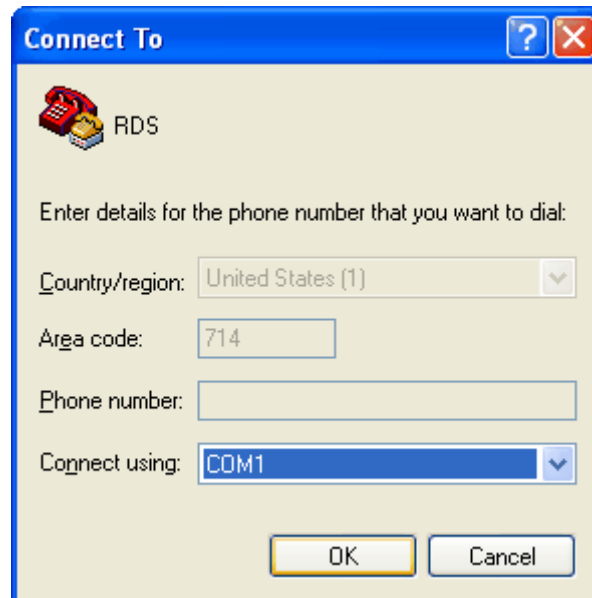 Connect To
RDS
Enter details for the phone number that you want to dial:
Country/region: United States (1)
Area code: 714
Phone number:
Connect using: COM1
OK Cancel